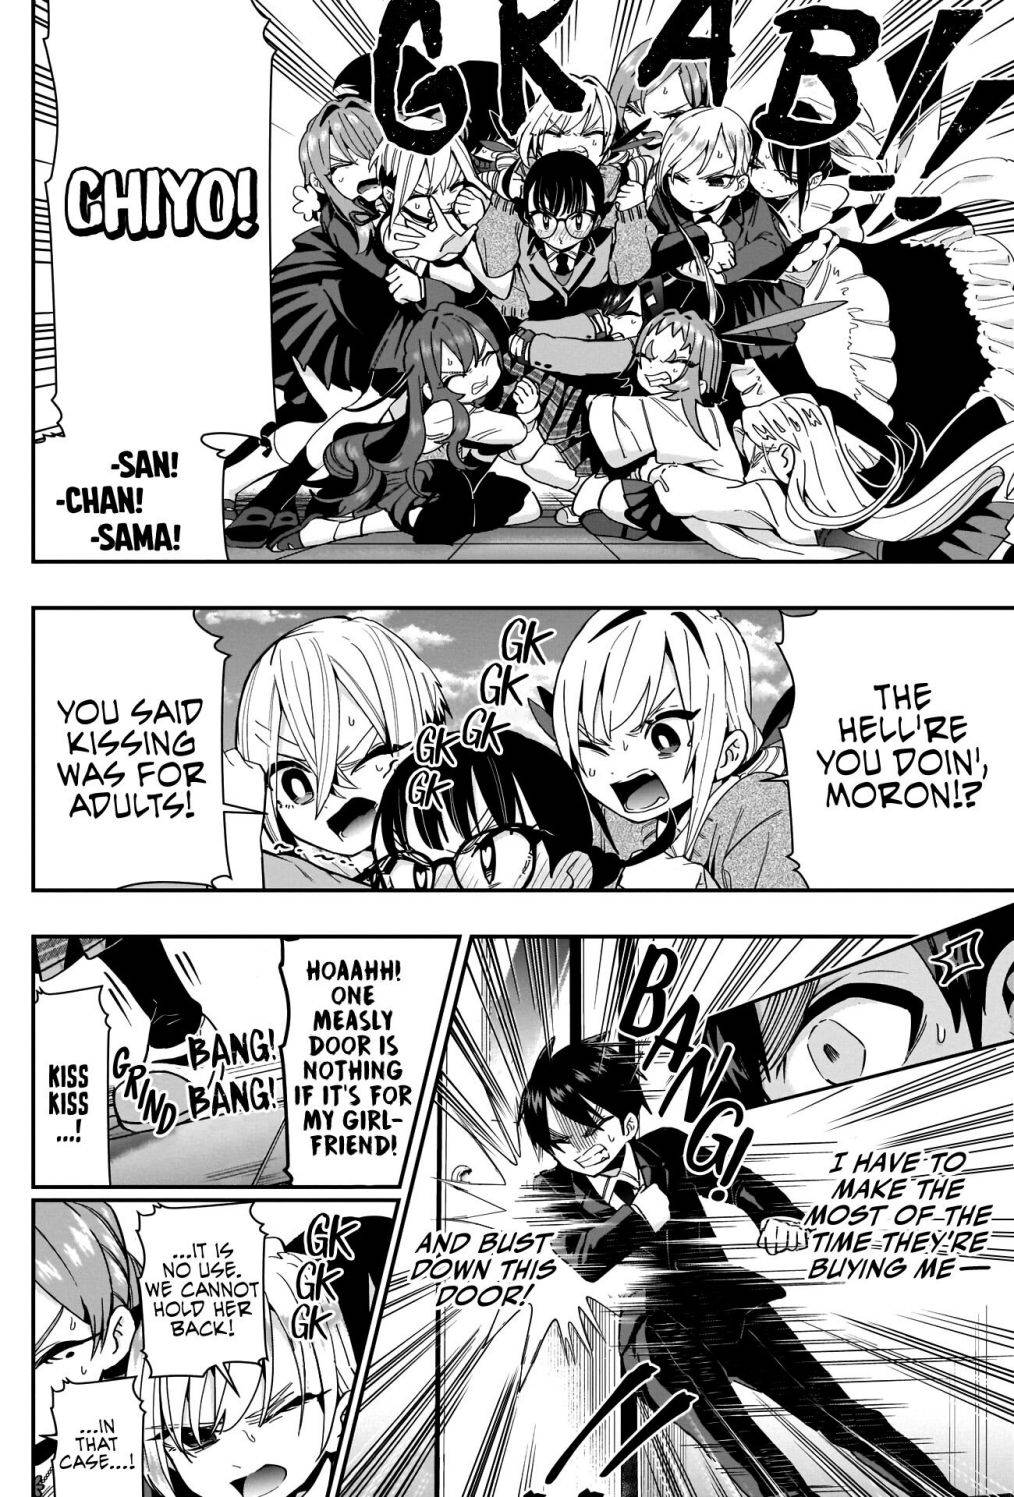 GKAB!!
CHIYO!
-SAN!
-CHAN!
-SAMA!
THE
HELL'RE
YOU DOIN',
MORON!?
GK
GK
GK
GK
GK
YOU SAID
KISSING
WAS FOR
ADULTS!
BANG!
I HAVE TO
MAKE THE
MOST OF THE
TIME THEY'RE
BUYING ME—
AND BUST
DOWN THIS
DOOR!
HOAAHH!
ONE
MEASLY
DOOR IS
NOTHING
IF IT'S FOR
MY GIRL-
FRIEND!
BANG!
BANG!
GRIND
KISS
KISS
...!
GK
GK
GK
...IT IS
NO USE.
WE CANNOT
HOLD HER
BACK!
...IN
THAT
CASE...!